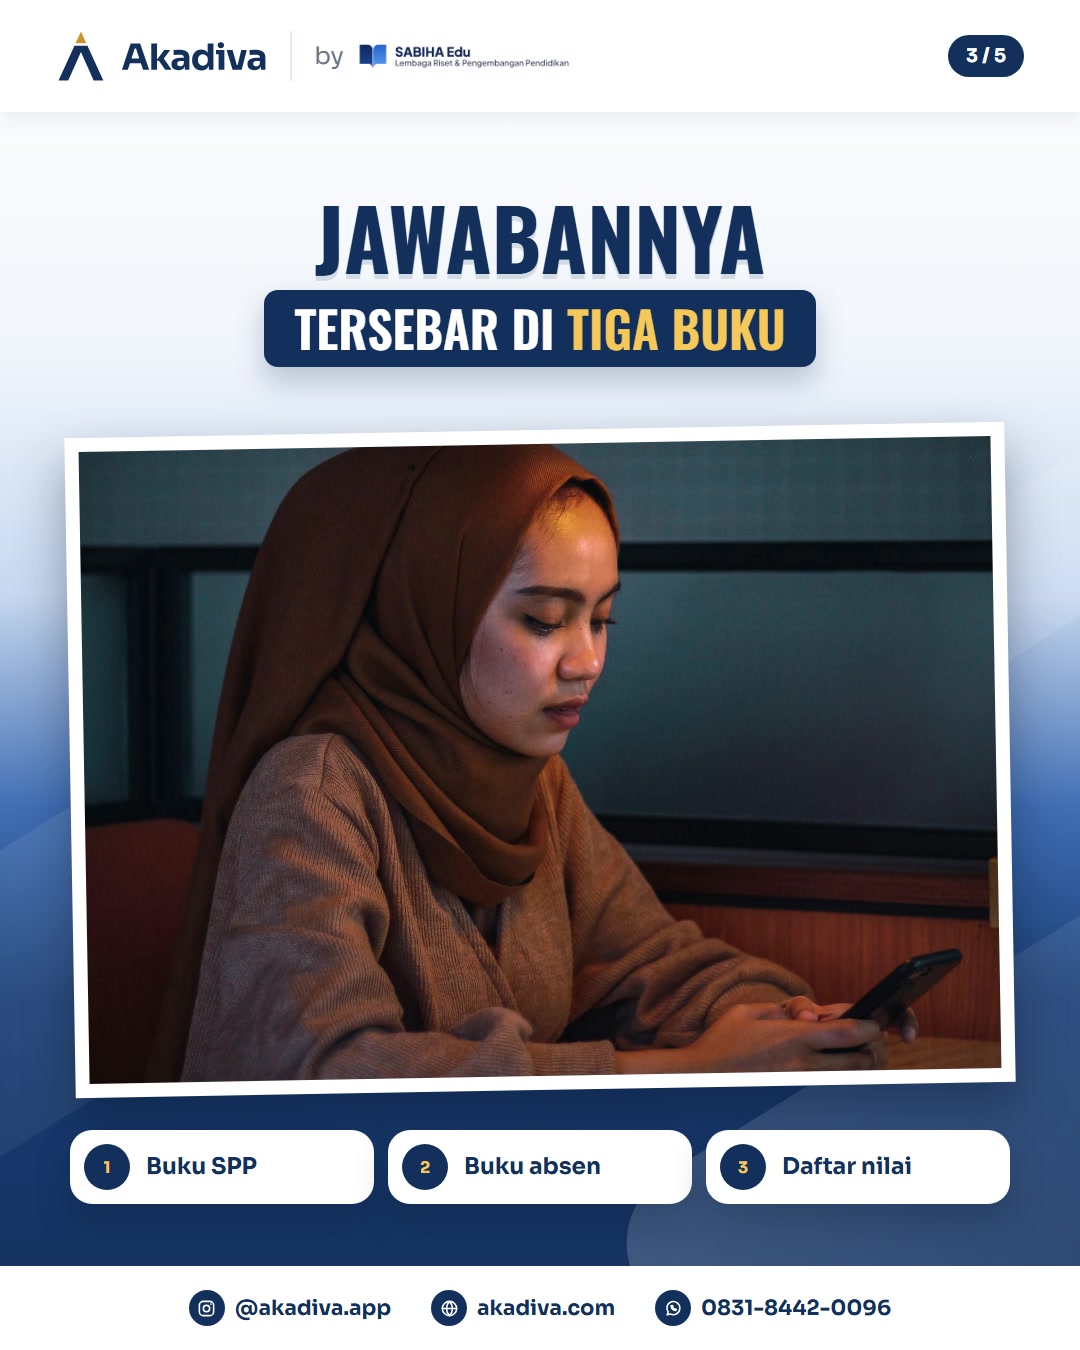 Akadiva
by
SABIHA Edu
Lembaga Riset & Pengembangan Pendidikan
3 / 5
JAWABANNYA
TERSEBAR DI TIGA BUKU
1 Buku SPP
2 Buku absen
3 Daftar nilai
@akadiva.app
akadiva.com
0831-8442-0096